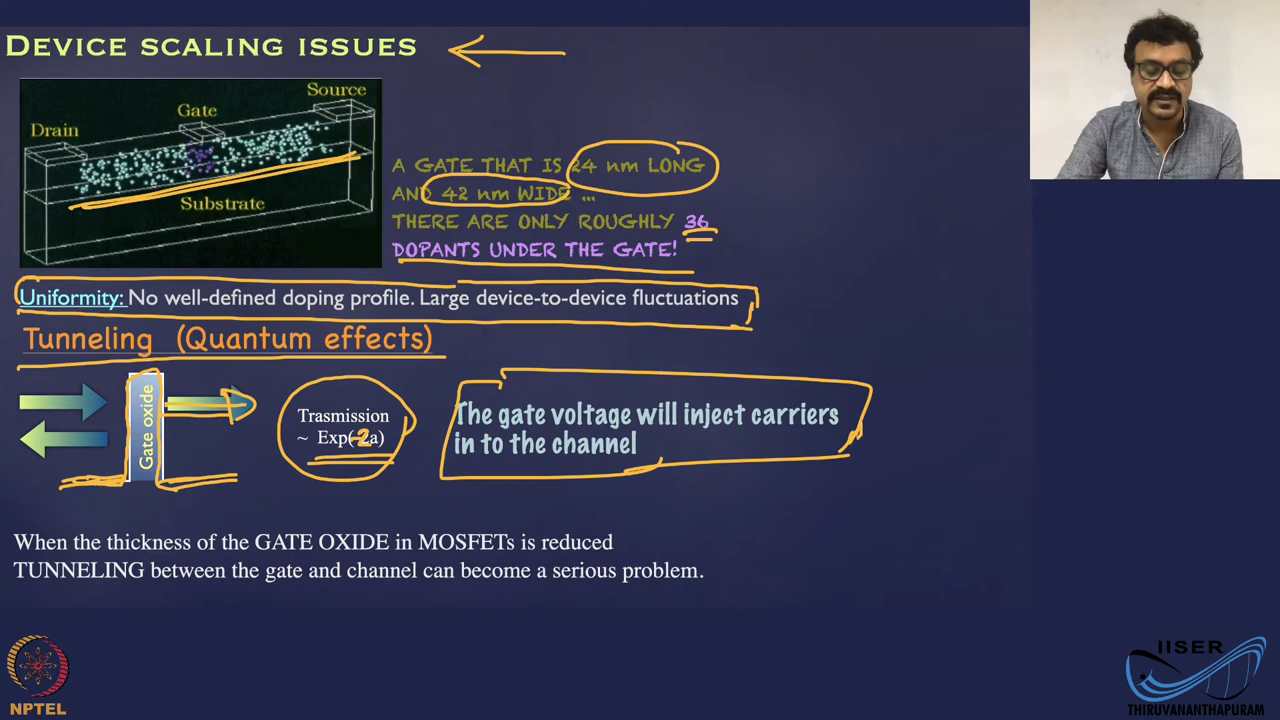 DEVICE SCALING ISSUES
Source
Gate
Drain
Substrate
A GATE THAT IS 24 nm LONG
AND 42 nm WIDE ...
THERE ARE ONLY ROUGHLY 36
DOPANTS UNDER THE GATE!
Uniformity: No well-defined doping profile. Large device-to-device fluctuations
Tunneling (Quantum effects)
Gate oxide
Trasmission
~ Exp(-2a)
The gate voltage will inject carriers
in to the channel
When the thickness of the GATE OXIDE in MOSFETs is reduced
TUNNELING between the gate and channel can become a serious problem.
NPTEL
IISER
THIRUVANANTHAPURAM